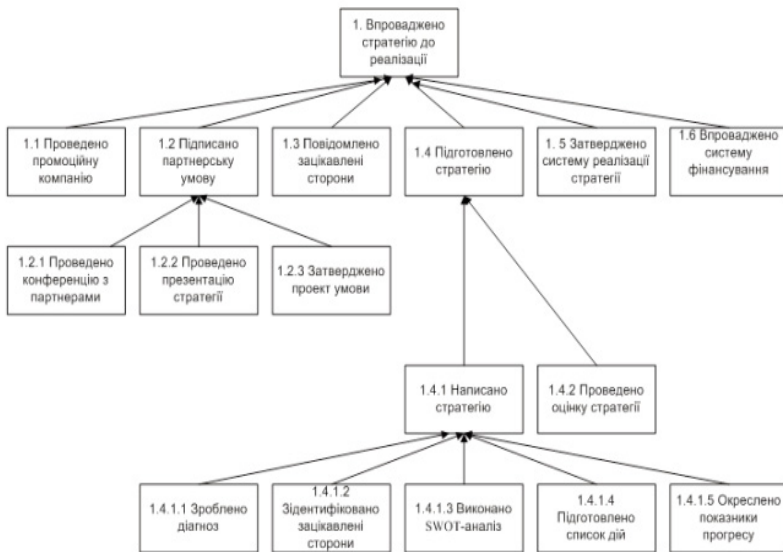 1. Впроваджено
стратегію до
реалізації
1.1 Проведено
промоційну
компанію
1.2 Підписано
партнерську
умову
1.3 Повідомлено
зацікавлені
сторони
1.4 Підготовлено
стратегію
1. 5 Затверджено
систему реалізації
стратегії
1.6 Впроваджено
систему
фінансування
1.2.1 Проведено
конференцію з
партнерами
1.2.2 Проведено
презентацію
стратегії
1.2.3 Затверджено
проект умови
1.4.1 Написано
стратегію
1.4.2 Проведено
оцінку стратегії
1.4.1.1 Зроблено
діагноз
1.4.1.2
Зідентифіковано
зацікавлені
сторони
1.4.1.3 Виконано
SWOT-аналіз
1.4.1.4
Підготовлено
список дій
1.4.1.5 Окреслено
показники
прогресу